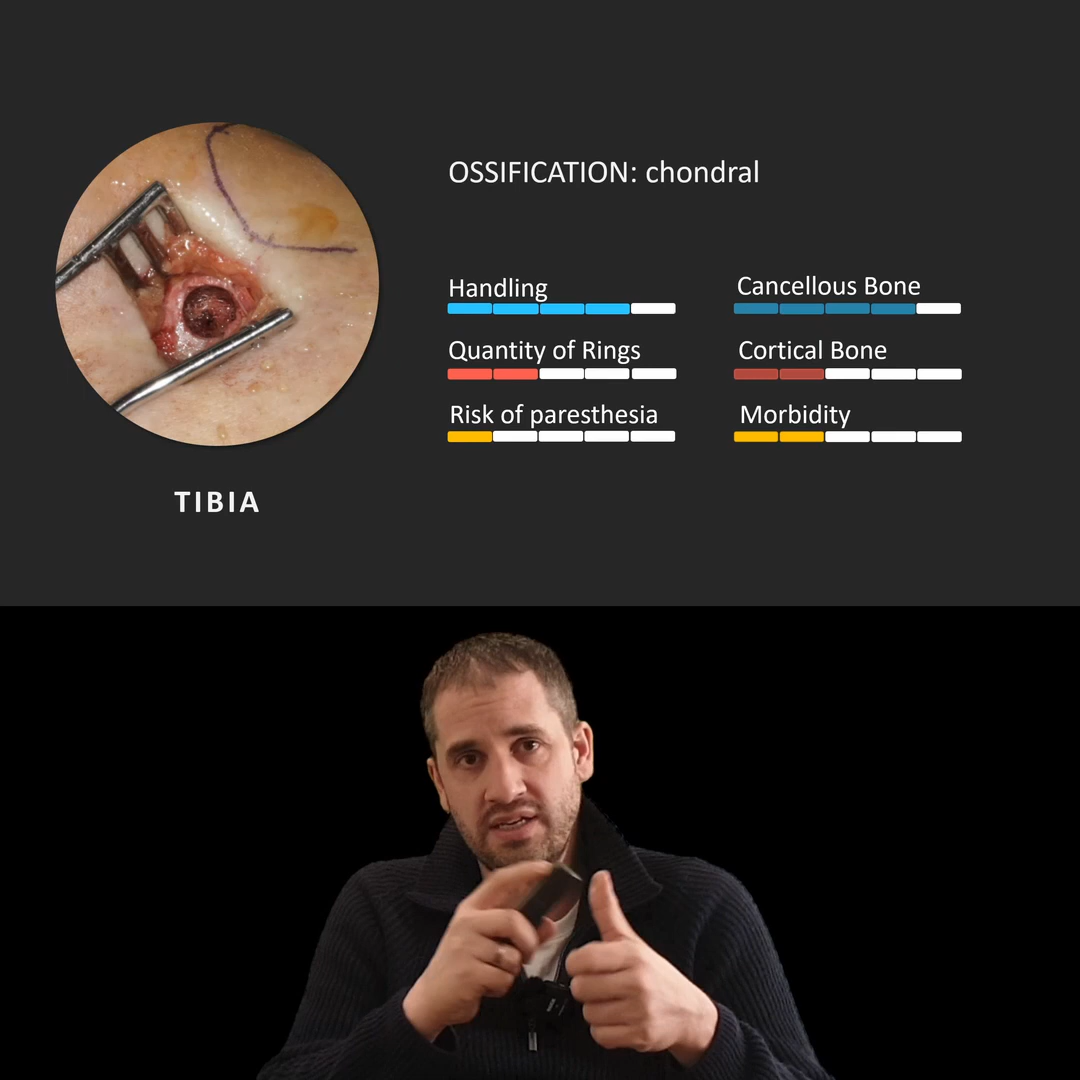 OSSIFICATION: chondral
Handling
Cancellous Bone
Quantity of Rings
Cortical Bone
Risk of paresthesia
Morbidity
TIBIA